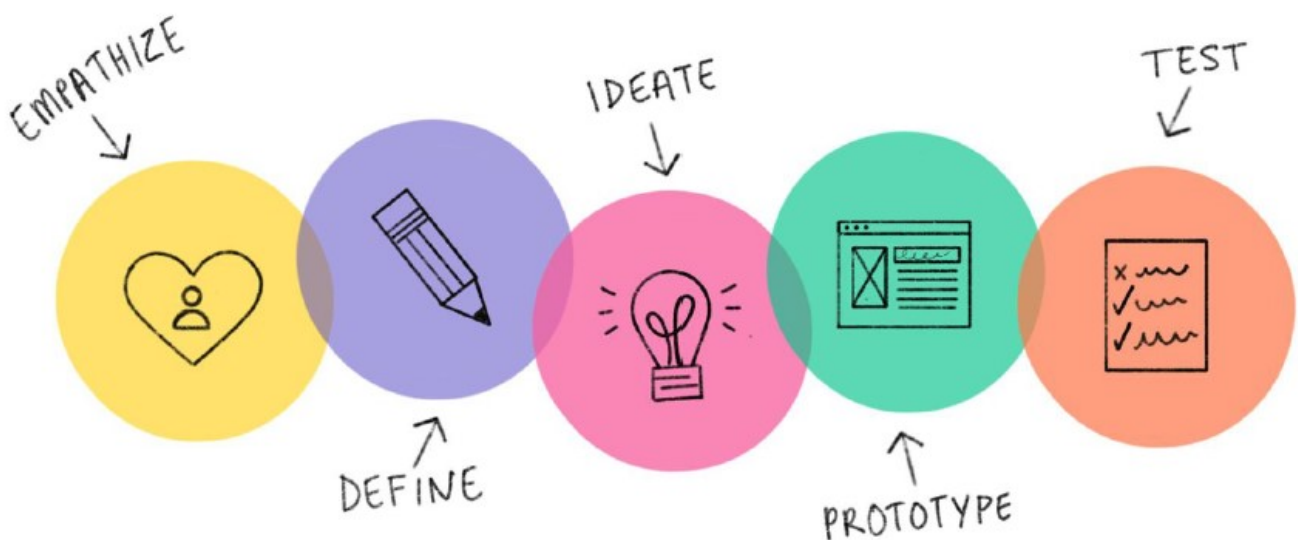 EMPATHIZE
DEFINE
IDEATE
PROTOTYPE
TEST